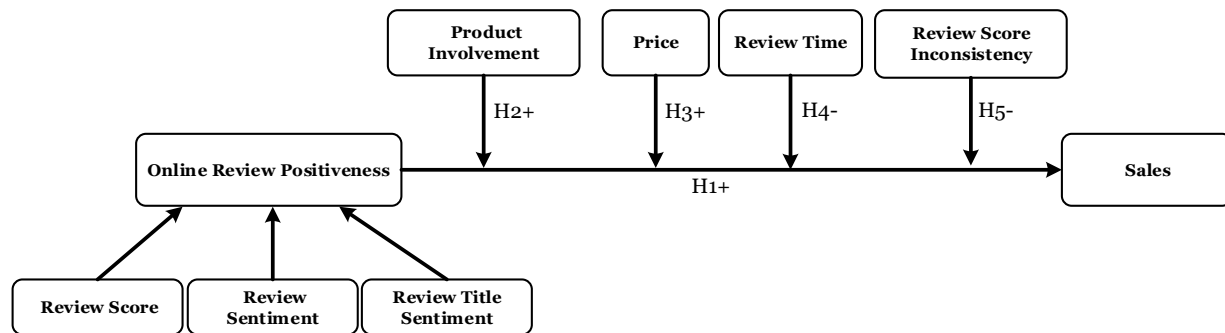 Product
Involvement
Price
Review Time
Review Score
Inconsistency
H2+
H3+
H4-
H5-
Online Review Positiveness
H1+
Sales
Review Score
Review
Sentiment
Review Title
Sentiment